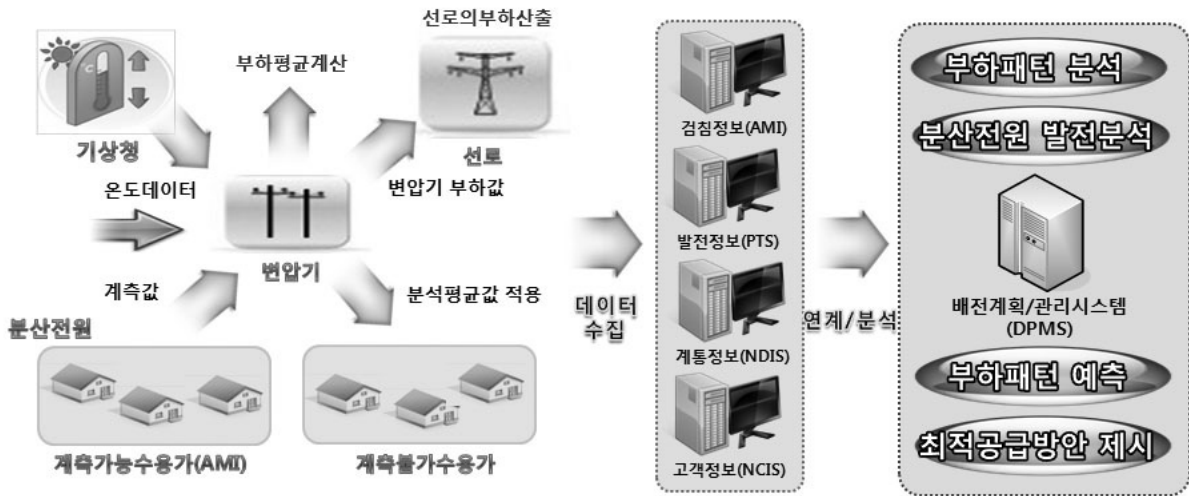 선로의부하산출
부하평균계산
기상청
온도데이터
선로
변압기 부하값
변압기
계측값
분석평균값 적용
분산전원
계측가능수용가(AMI)
계측불가수용가
데이터
수집
검침정보(AMI)
발전정보(PTS)
계통정보(NDIS)
고객정보(NCIS)
연계/분석
부하패턴 분석
분산전원 발전분석
배전계획/관리시스템
(DPMS)
부하패턴 예측
최적공급방안 제시